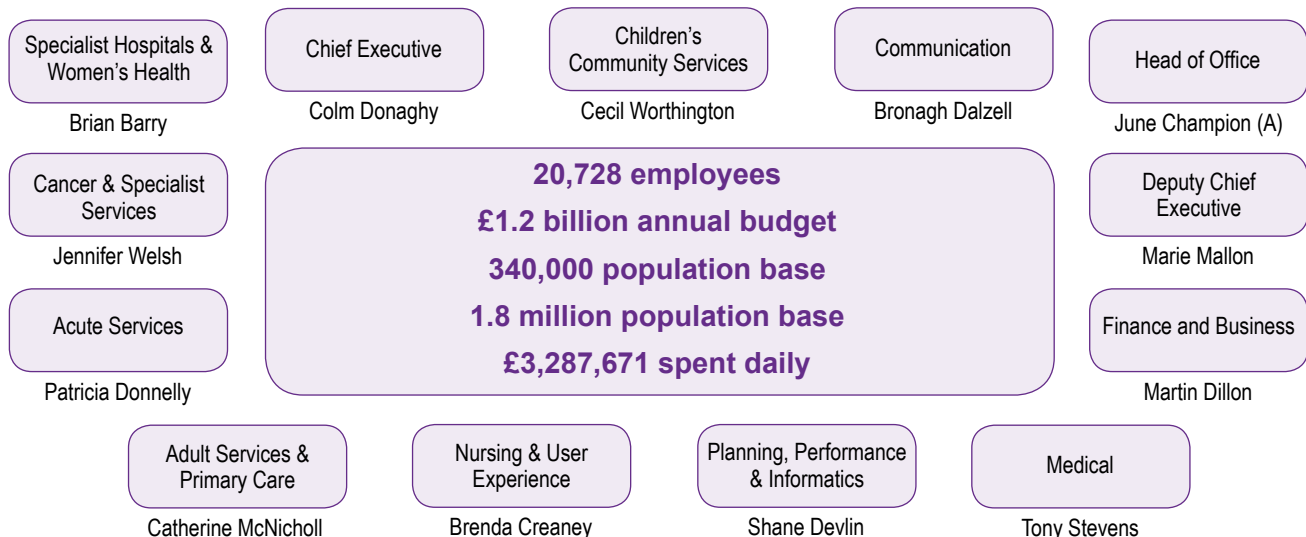 Specialist Hospitals &
Women’s Health
Brian Barry
Chief Executive
Colm Donaghy
Children’s
Community Services
Cecil Worthington
Communication
Bronagh Dalzell
Head of Office
June Champion (A)
Cancer & Specialist
Services
Jennifer Welsh
20,728 employees
£1.2 billion annual budget
340,000 population base
1.8 million population base
£3,287,671 spent daily
Deputy Chief
Executive
Marie Mallon
Acute Services
Patricia Donnelly
Finance and Business
Martin Dillon
Adult Services &
Primary Care
Catherine McNicholl
Nursing & User
Experience
Brenda Creaney
Planning, Performance
& Informatics
Shane Devlin
Medical
Tony Stevens